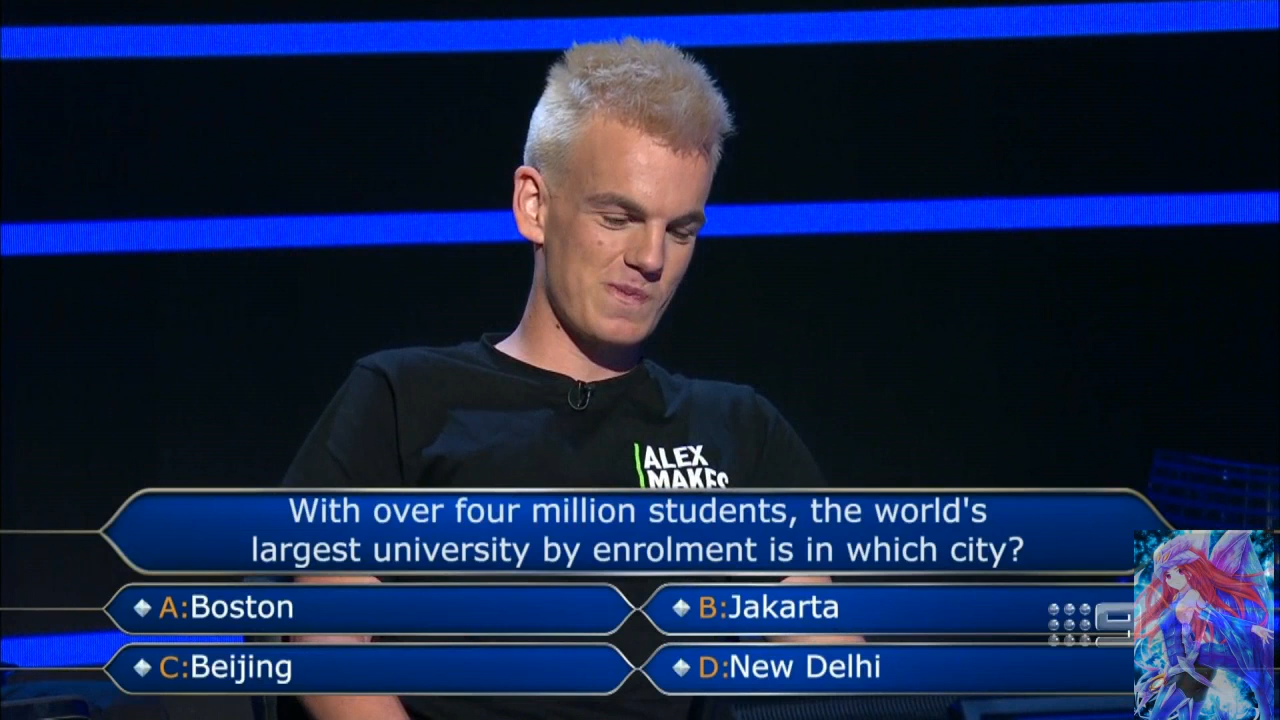 ALEX
MAKES
With over four million students, the world's
largest university by enrolment is in which city?
A:Boston
B:Jakarta
C:Beijing
D:New Delhi
9